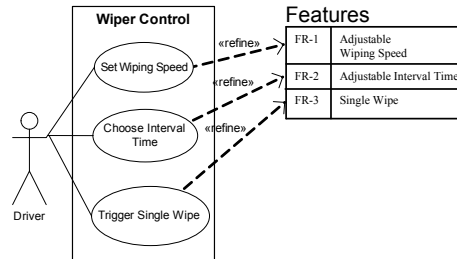 Wiper Control
Features
Set Wiping Speed
«refine»
FR-1 Adjustable
Wiping Speed
«refine»
FR-2 Adjustable Interval Time
Choose Interval
Time
«refine»
FR-3 Single Wipe
Trigger Single Wipe
Driver